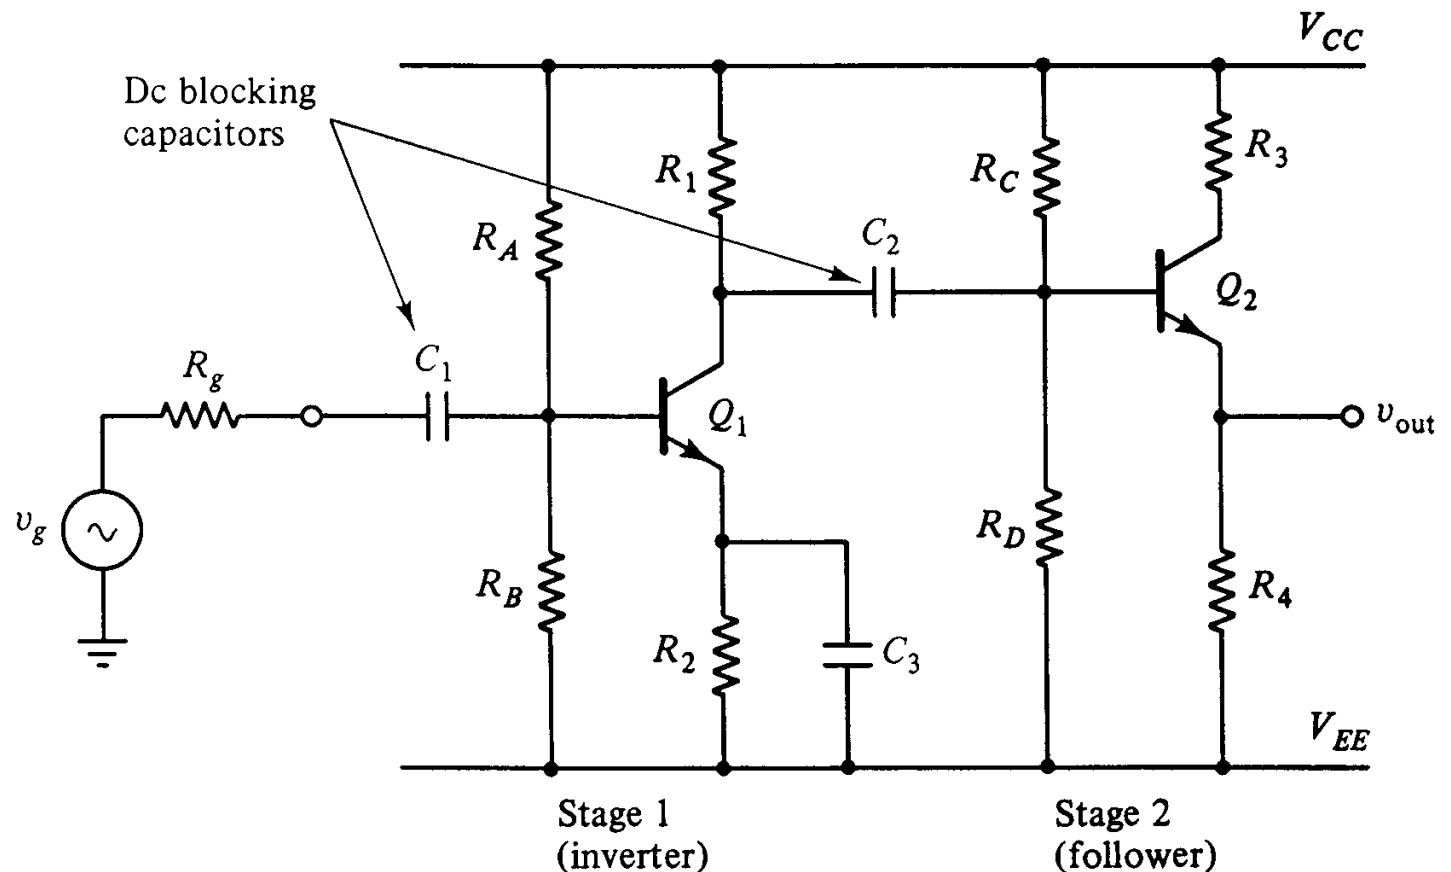 V_CC
Dc blocking
capacitors
R_1
R_C
R_3
R_A
C_2
Q_2
C_1
R_g
Q_1
v_out
v_g
R_B
R_D
R_4
R_2
C_3
V_EE
Stage 1
(inverter)
Stage 2
(follower)